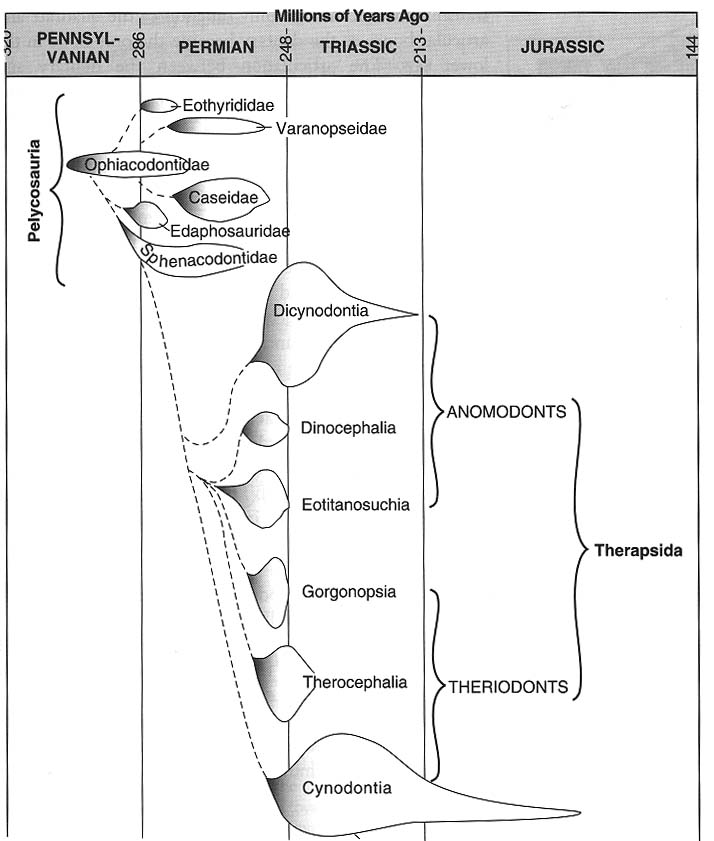 Millions of Years Ago
320
286
248
213
144
PENNSYL-
VANIAN
PERMIAN
TRIASSIC
JURASSIC
Pelycosauria
Eothyrididae
Varanopseidae
Ophiacodontidae
Caseidae
Edaphosauridae
Sphenacodontidae
Dicynodontia
ANOMODONTS
Dinocephalia
Eotitanosuchia
Therapsida
Gorgonopsia
Therocephalia
THERIODONTS
Cynodontia